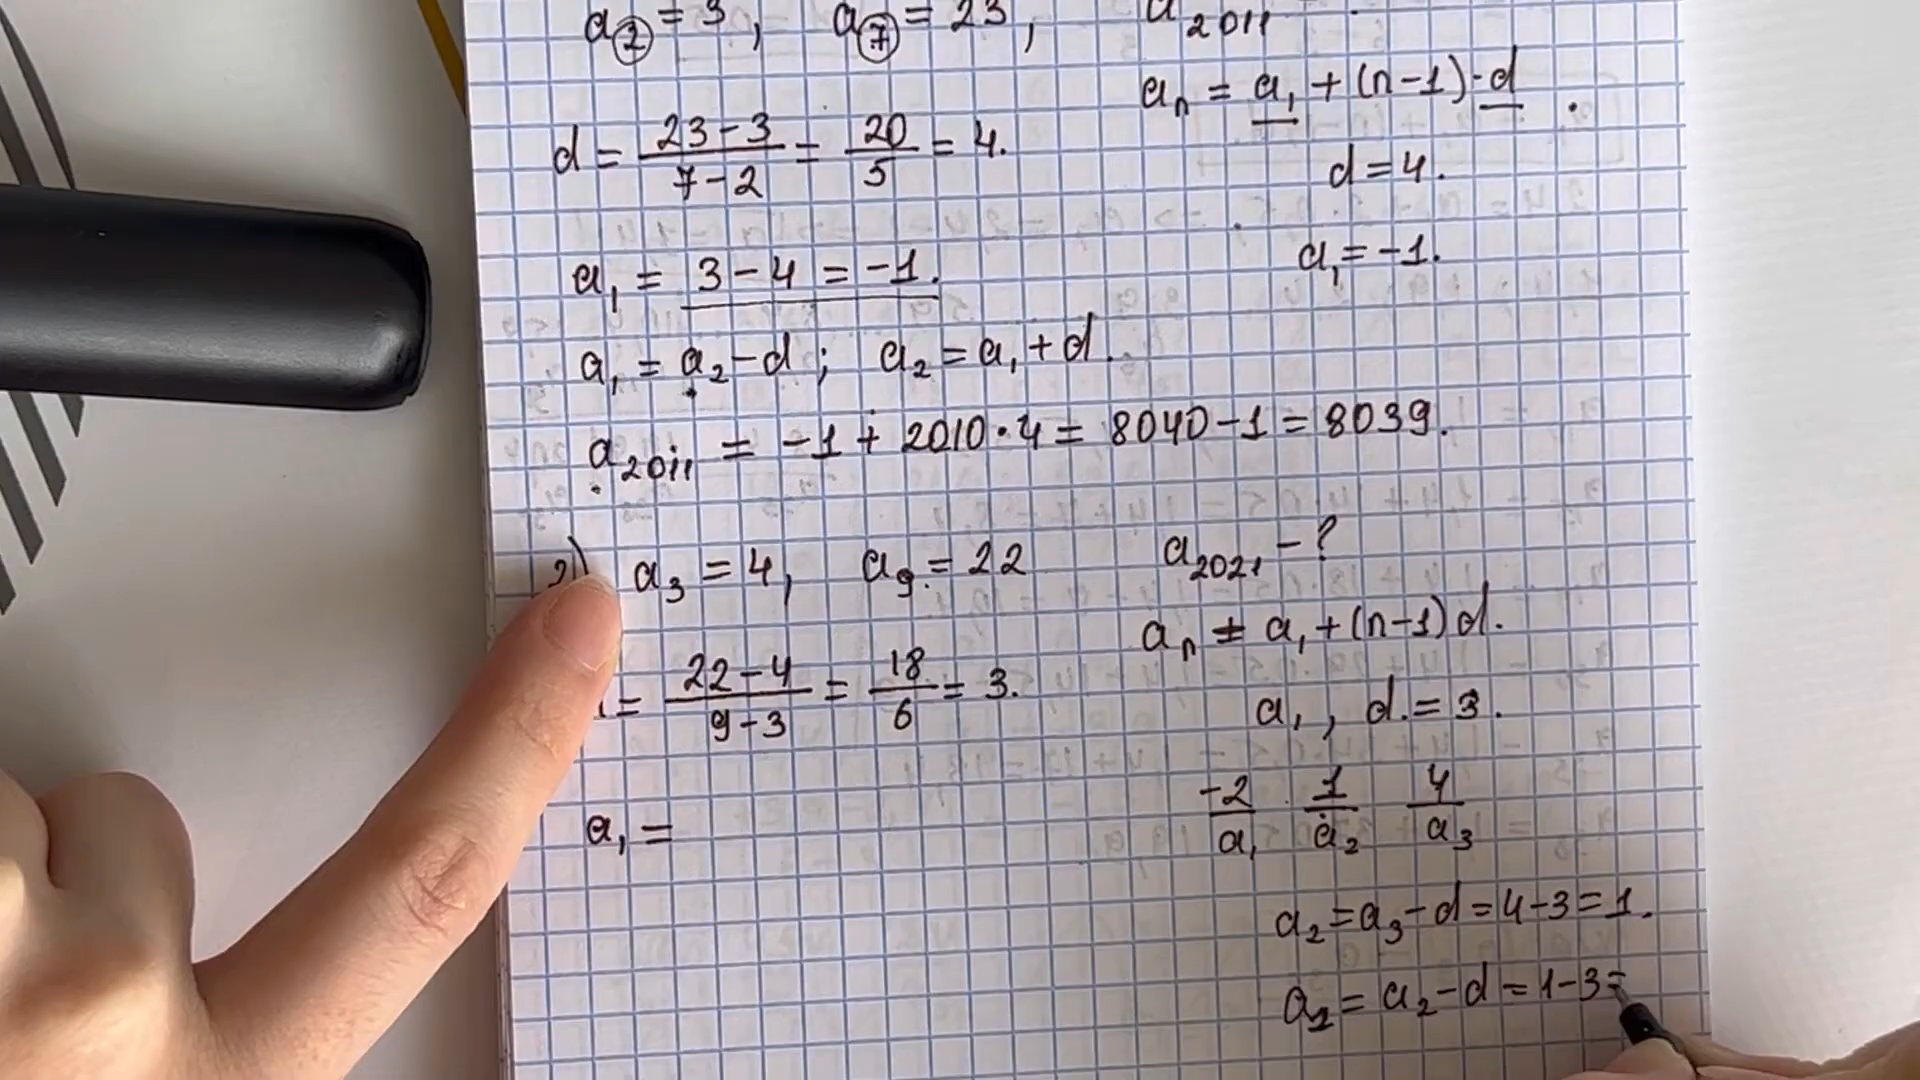 a₂ = 3, a₇ = 23, a₂₀₁₁
aₙ = a₁ + (n-1)·d.
d = (23-3)/(7-2) = 20/5 = 4.
d = 4.
a₁ = 3 - 4 = -1.
a₁ = -1.
a₁ = a₂ - d; a₂ = a₁ + d.
a₂₀₁₁ = -1 + 2010·4 = 8040 - 1 = 8039.
2) a₃ = 4, a₉ = 22 a₂₀₂₁ - ?
aₙ = a₁ + (n-1)d.
= (22-4)/(9-3) = 18/6 = 3.
a₁, d = 3.
-2 1 4
a₁ = a₁ a₂ a₃
a₂ = a₃ - d = 4 - 3 = 1.
a₁ = a₂ - d = 1 - 3 =